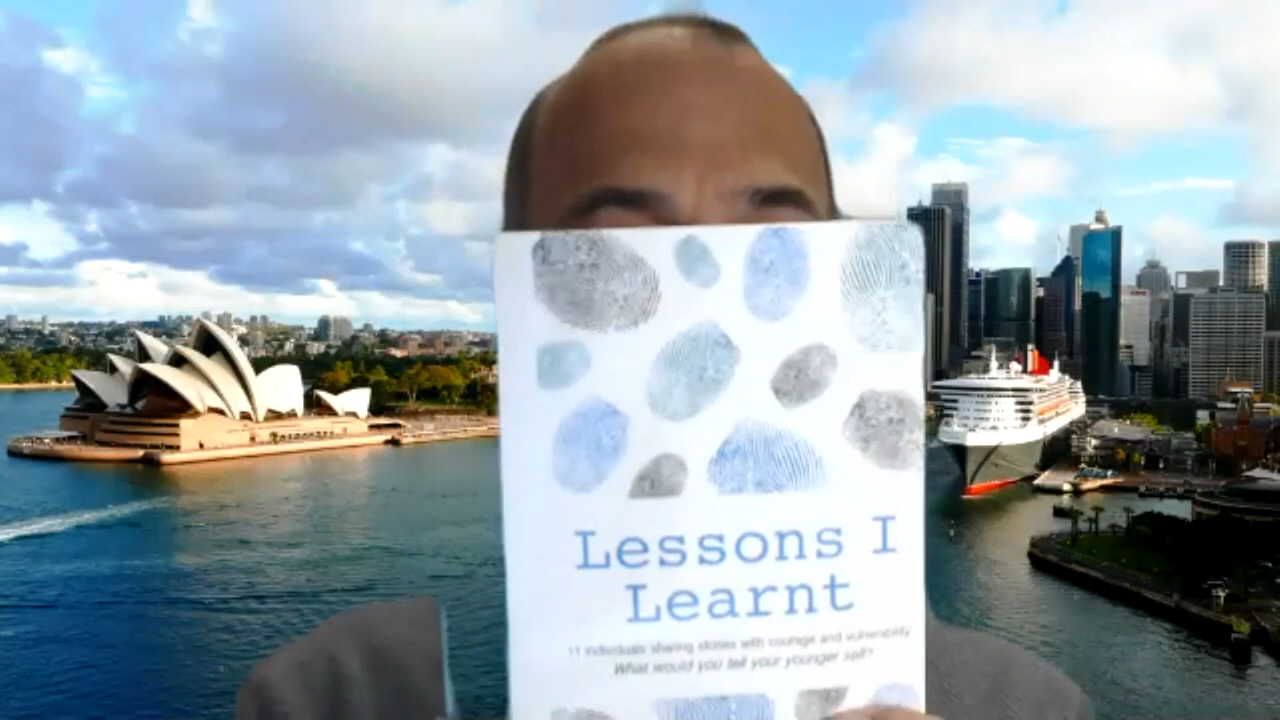 Lessons I
Learnt
11 individuals sharing stories with courage and vulnerability
What would you tell your younger self?